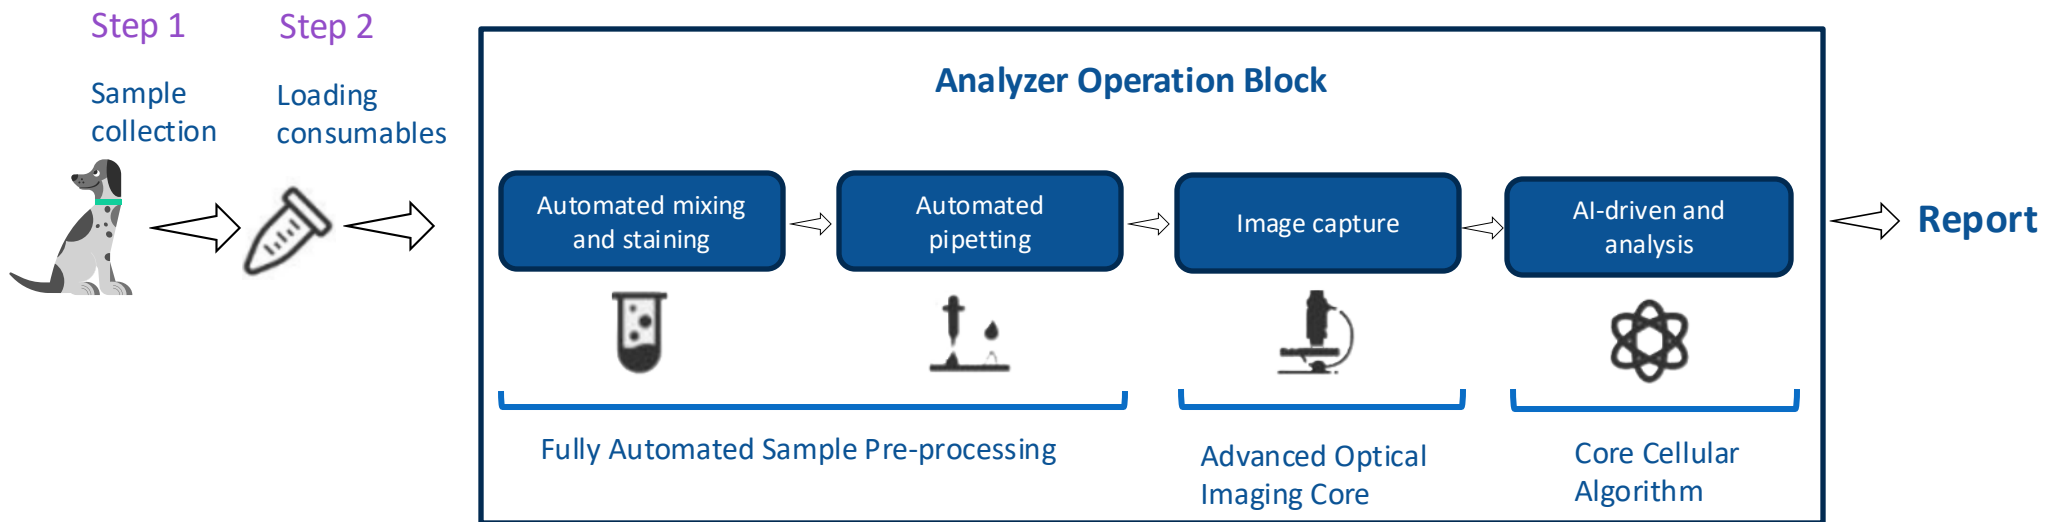 Step 1
Sample
collection
Step 2
Loading
consumables
Analyzer Operation Block
Automated mixing
and staining
Automated
pipetting
Image capture
AI-driven and
analysis
Report
Fully Automated Sample Pre-processing
Advanced Optical
Imaging Core
Core Cellular
Algorithm